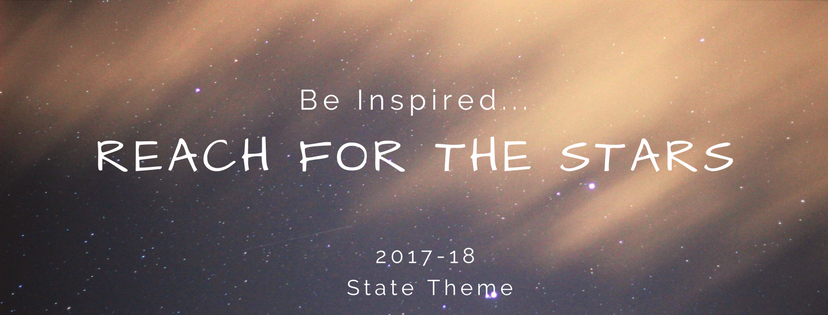 Be Inspired...
REACH FOR THE STARS
2017-18
State Theme